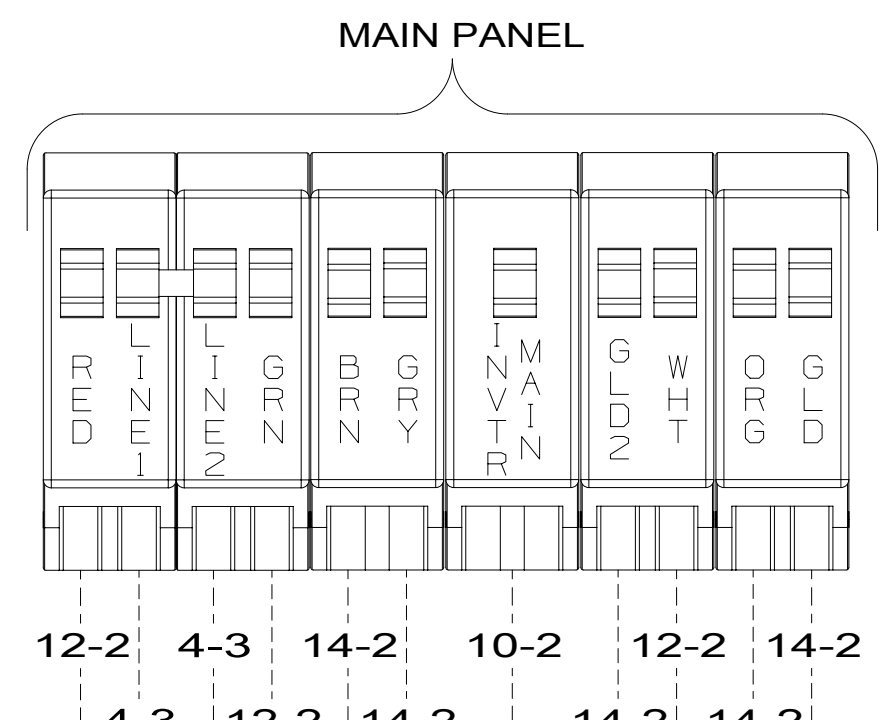 MAIN PANEL
RED
LINE1
LINE2
GRN
BRN
GRY
INVTR
MAIN
GLD2
WHT
ORG
GLD
12-2 4-3 14-2 10-2 12-2 14-2